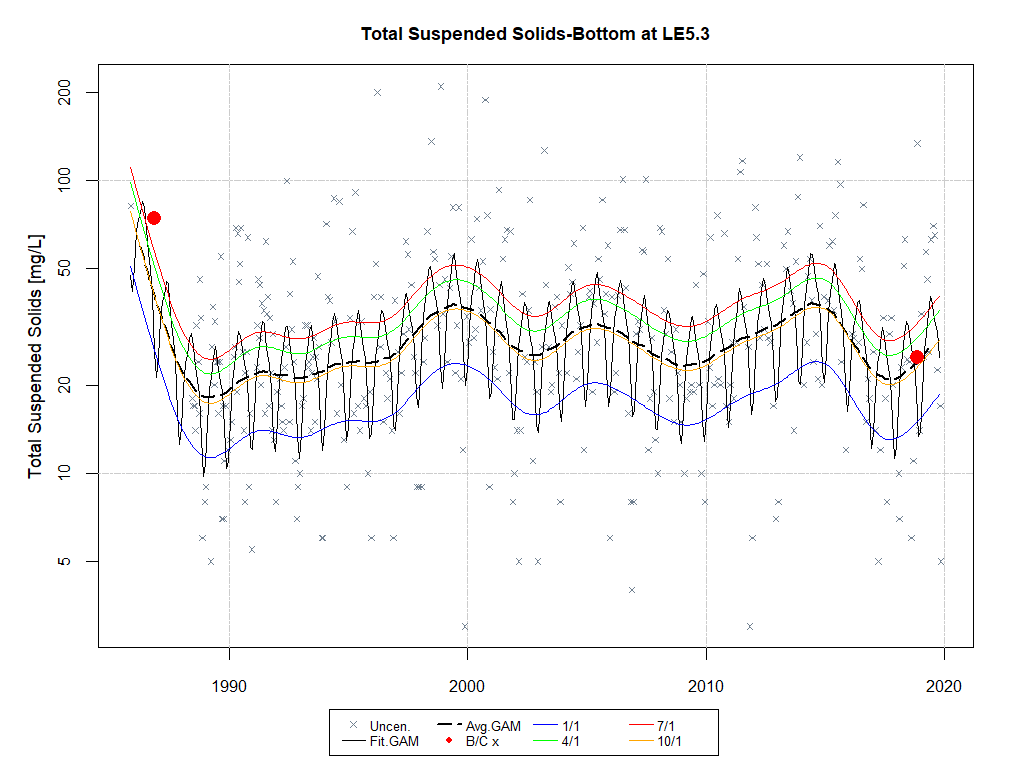 Total Suspended Solids-Bottom at LE5.3
Total Suspended Solids [mg/L]
200
100
50
20
10
5
1990 2000 2010 2020
Uncen. Avg.GAM 1/1 7/1
Fit.GAM B/C x 4/1 10/1